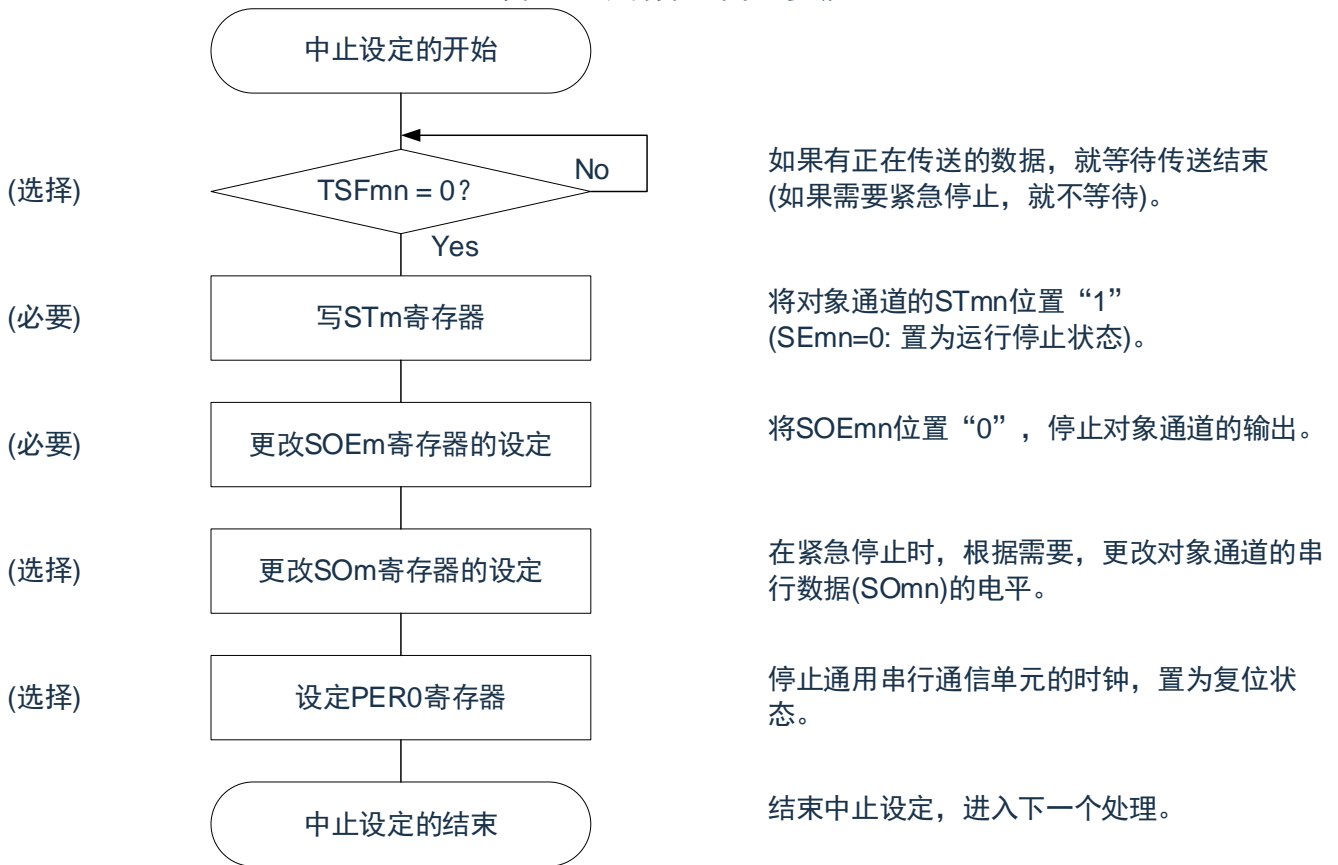 中止设定的开始
No
如果有正在传送的数据，就等待传送结束
(选择)
TSFmn = 0?
(如果需要紧急停止，就不等待)。
Yes
(必要)
写STm寄存器
将对象通道的STmn位置“1”
(SEmn=0: 置为运行停止状态)。
(必要)
更改SOEm寄存器的设定
将SOEmn位置“0”，停止对象通道的输出。
(选择)
更改SOm寄存器的设定
在紧急停止时，根据需要，更改对象通道的串
行数据(SOmn)的电平。
(选择)
设定PER0寄存器
停止通用串行通信单元的时钟，置为复位状
态。
中止设定的结束
结束中止设定，进入下一个处理。